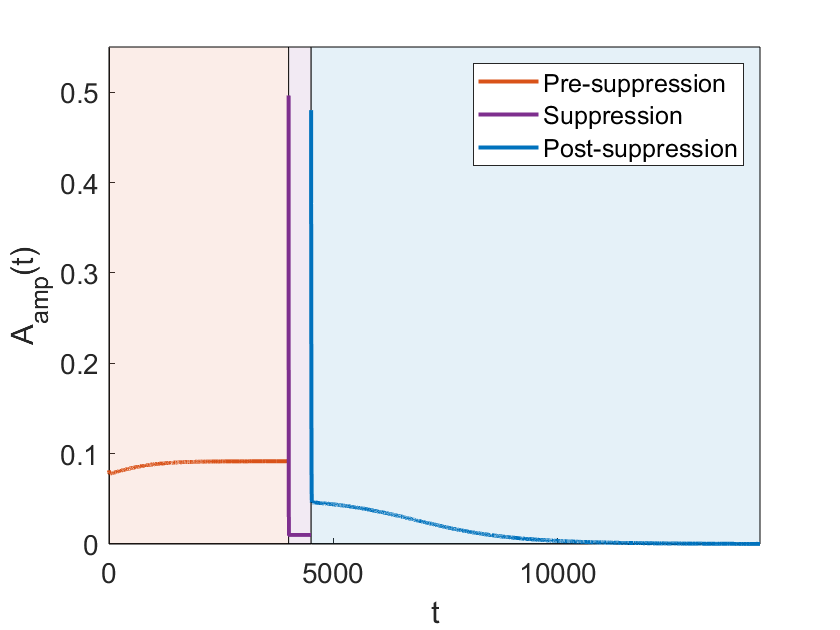 Pre-suppression
Suppression
Post-suppression
0.5
0.4
0.3
0.2
0.1
0
0 5000 10000
A_amp(t)
t